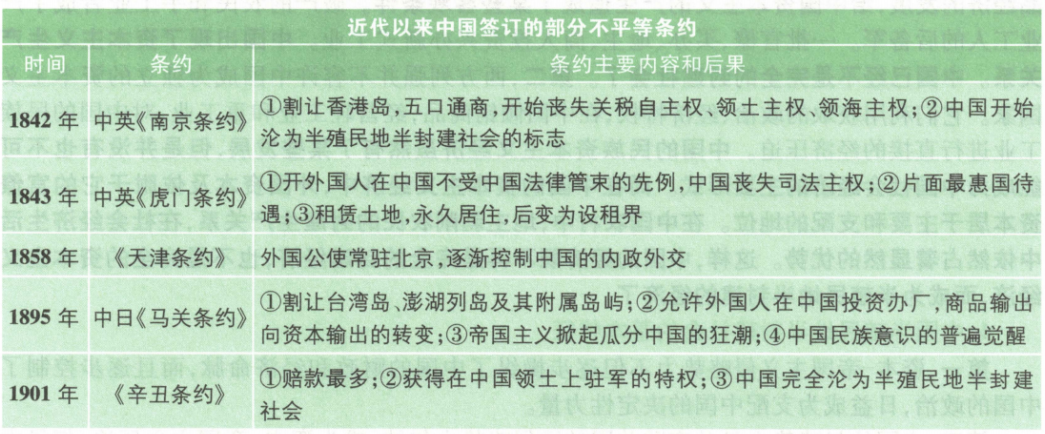 近代以来中国签订的部分不平等条约
时间 条约 条约主要内容和后果
1842 年 中英《南京条约》 ①割让香港岛,五口通商,开始丧失关税自主权、领土主权、领海主权;②中国开始
沦为半殖民地半封建社会的标志
1843 年 中英《虎门条约》 ①开外国人在中国不受中国法律管束的先例,中国丧失司法主权;②片面最惠国待
遇;③租赁土地,永久居住,后变为设租界
1858 年 《天津条约》 外国公使常驻北京,逐渐控制中国的内政外交
1895 年 中日《马关条约》 ①割让台湾岛、澎湖列岛及其附属岛屿;②允许外国人在中国投资办厂,商品输出
向资本输出的转变;③帝国主义掀起瓜分中国的狂潮;④中国民族意识的普遍觉醒
1901 年 《辛丑条约》 ①赔款最多;②获得在中国领土上驻军的特权;③中国完全沦为半殖民地半封建
社会